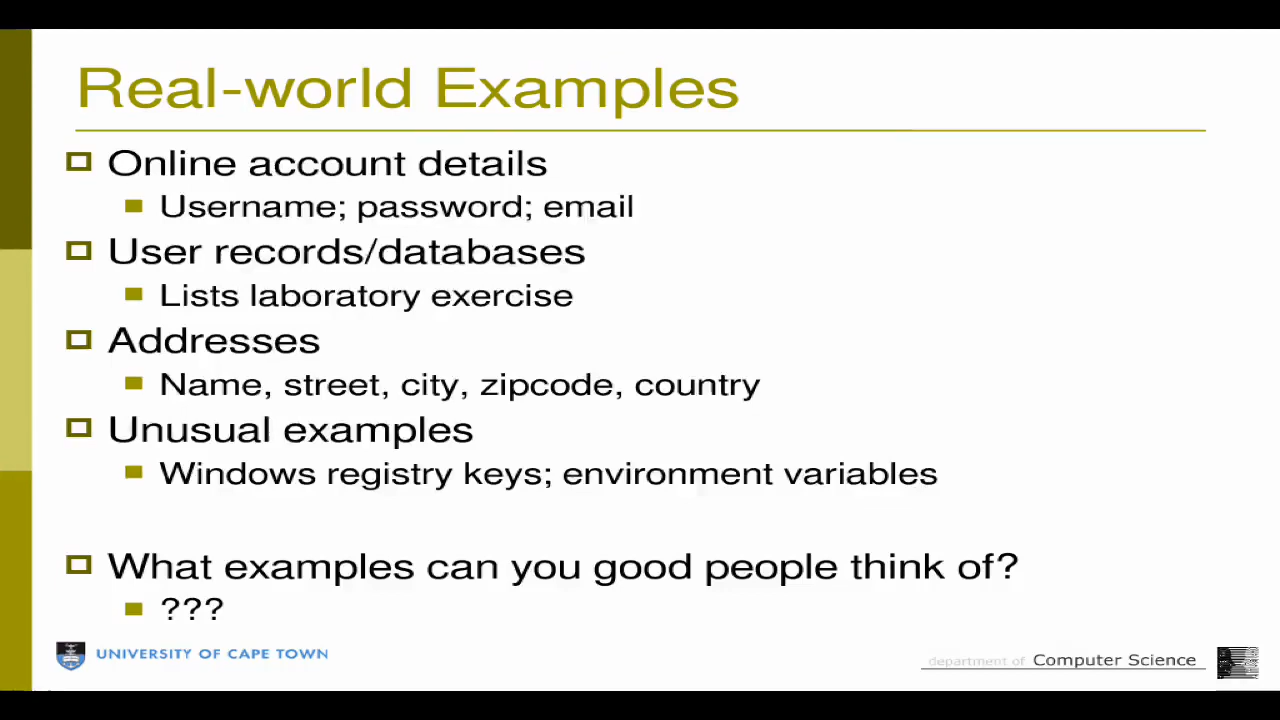 Real-world Examples
Online account details
Username; password; email
User records/databases
Lists laboratory exercise
Addresses
Name, street, city, zipcode, country
Unusual examples
Windows registry keys; environment variables
What examples can you good people think of?
???
UNIVERSITY OF CAPE TOWN
department of Computer Science